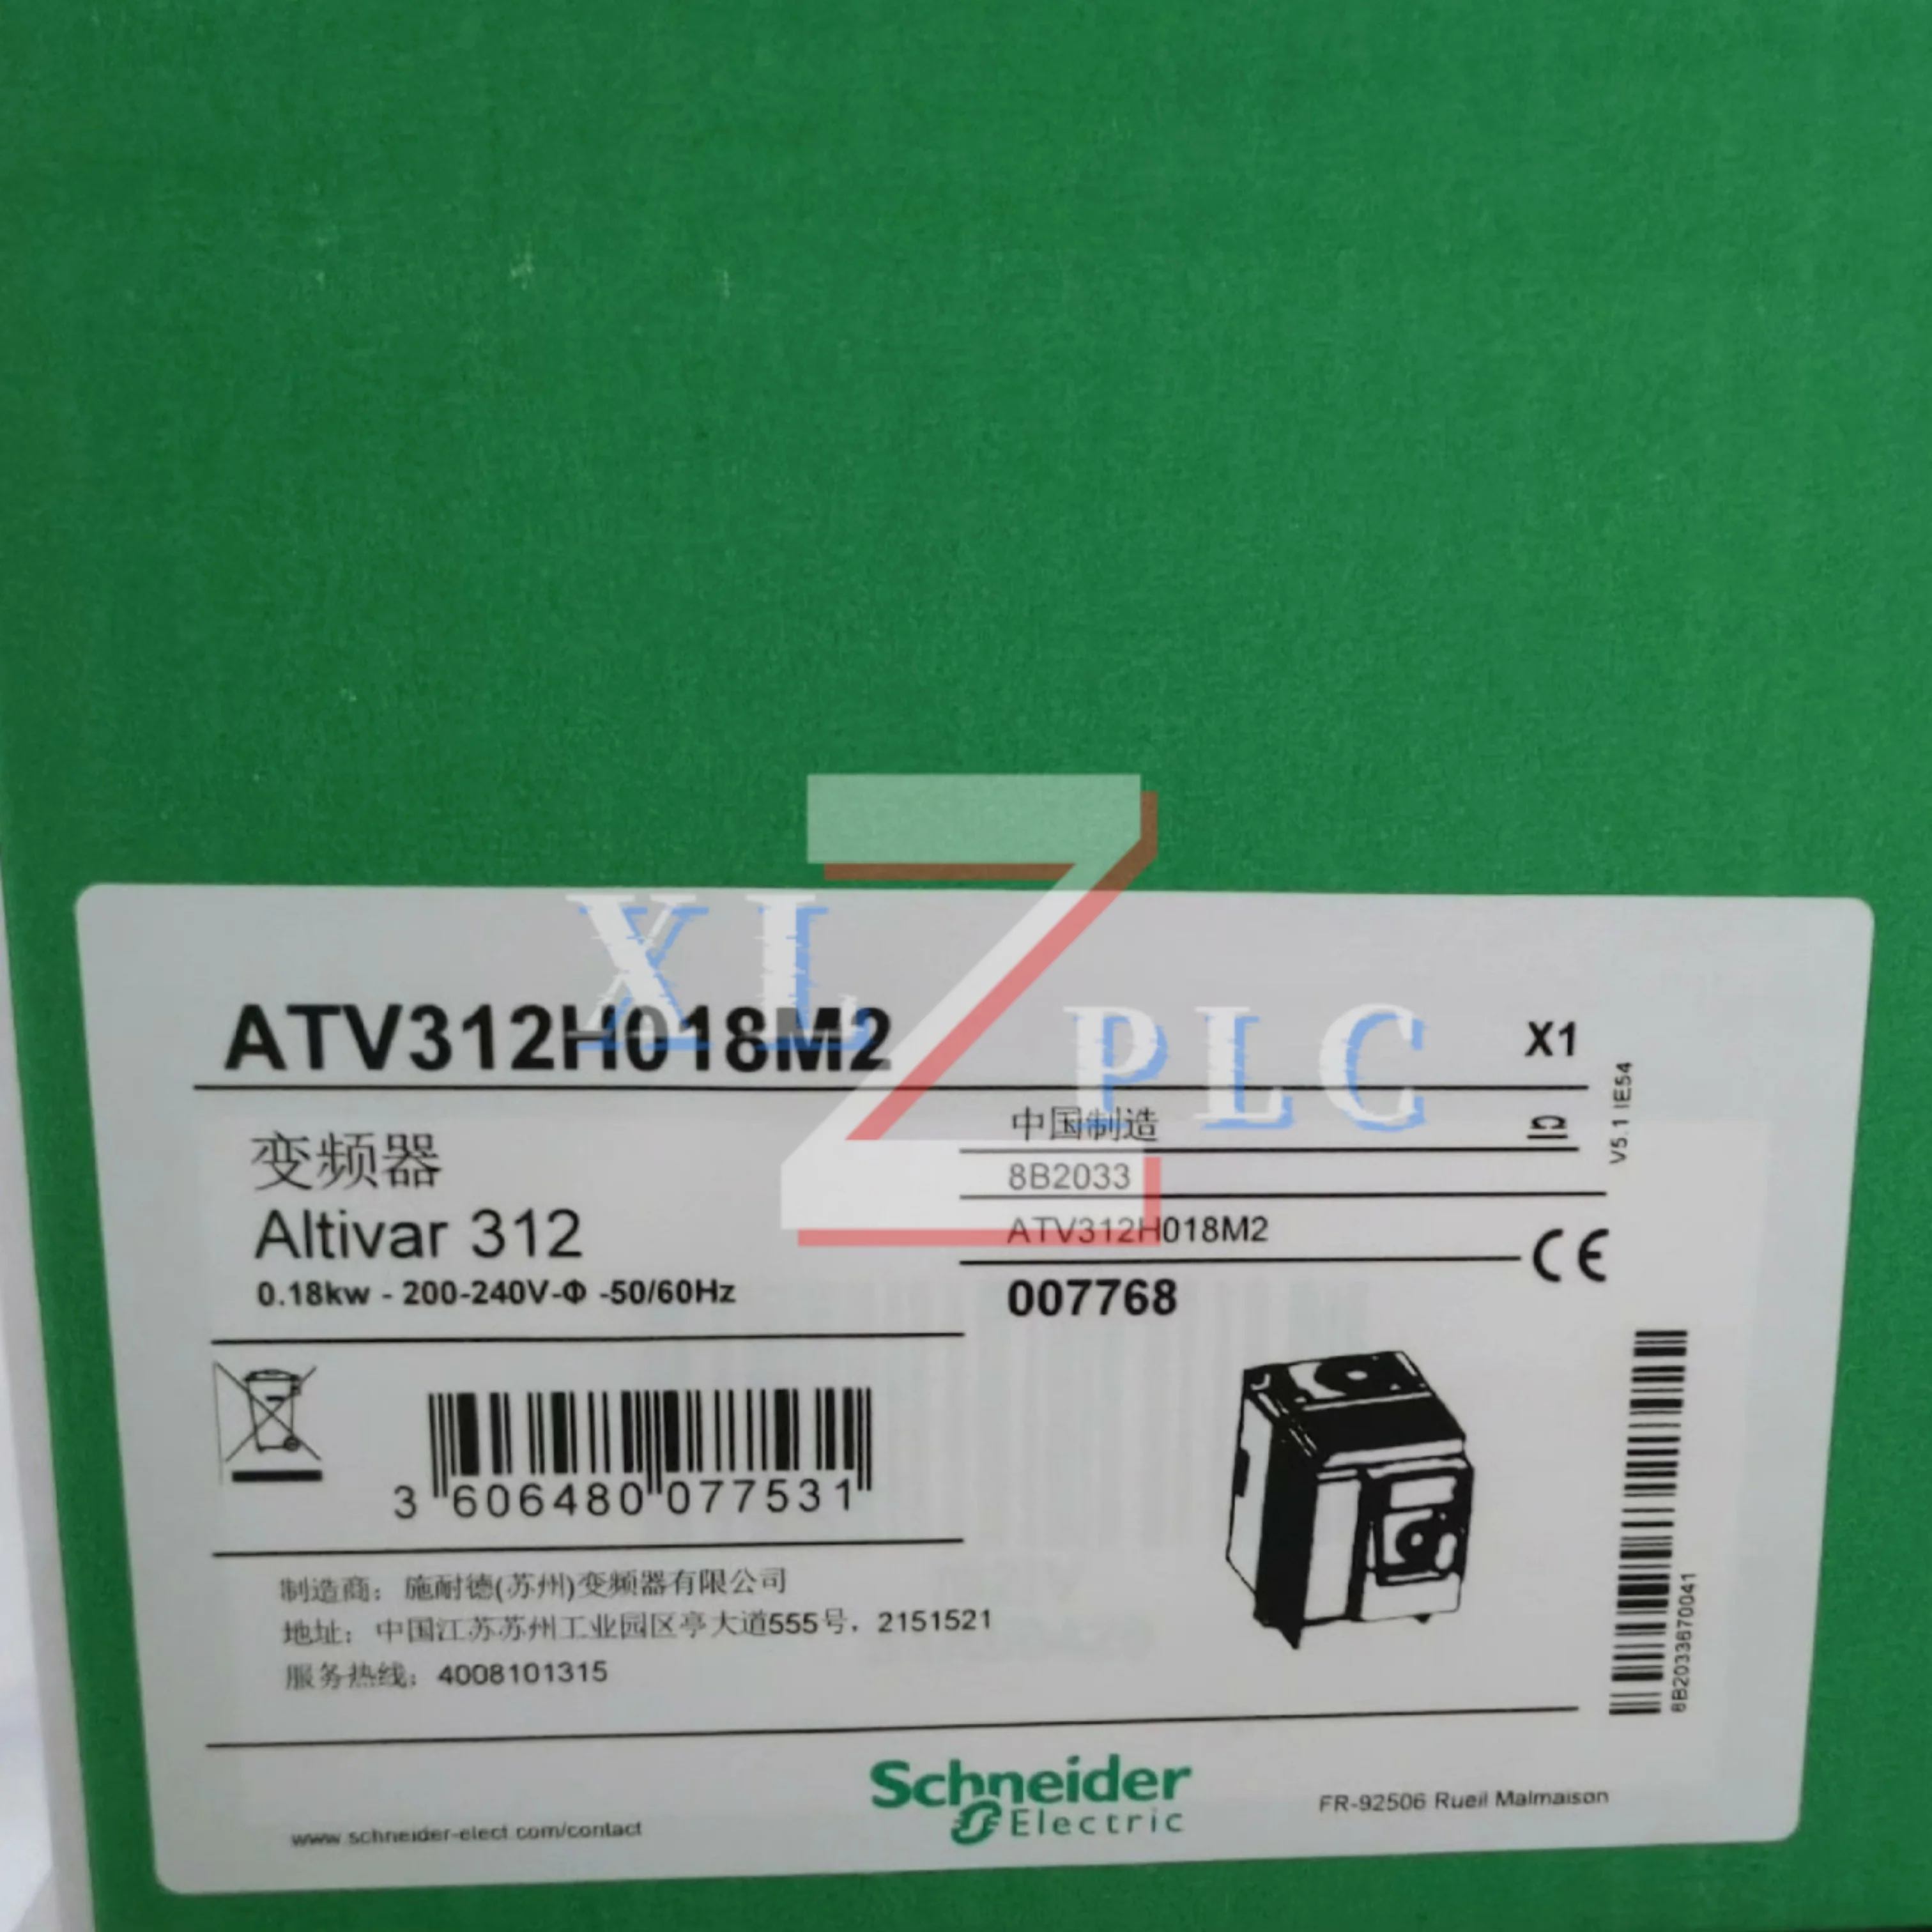 XLZPLC
ATV312H018M2
X1
V5.1 IE54
变频器
中国制造
8B2033
Altivar 312
ATV312H018M2
CE
0.18kw - 200-240V-Φ -50/60Hz
007768
3 606480 077531
制造商：施耐德(苏州)变频器有限公司
地址：中国江苏苏州工业园区亭大道555号，2151521
服务热线：4008101315
8B2033670041
www.schneider-elect.com/contact
Schneider
Electric
FR-92506 Rueil Malmaison